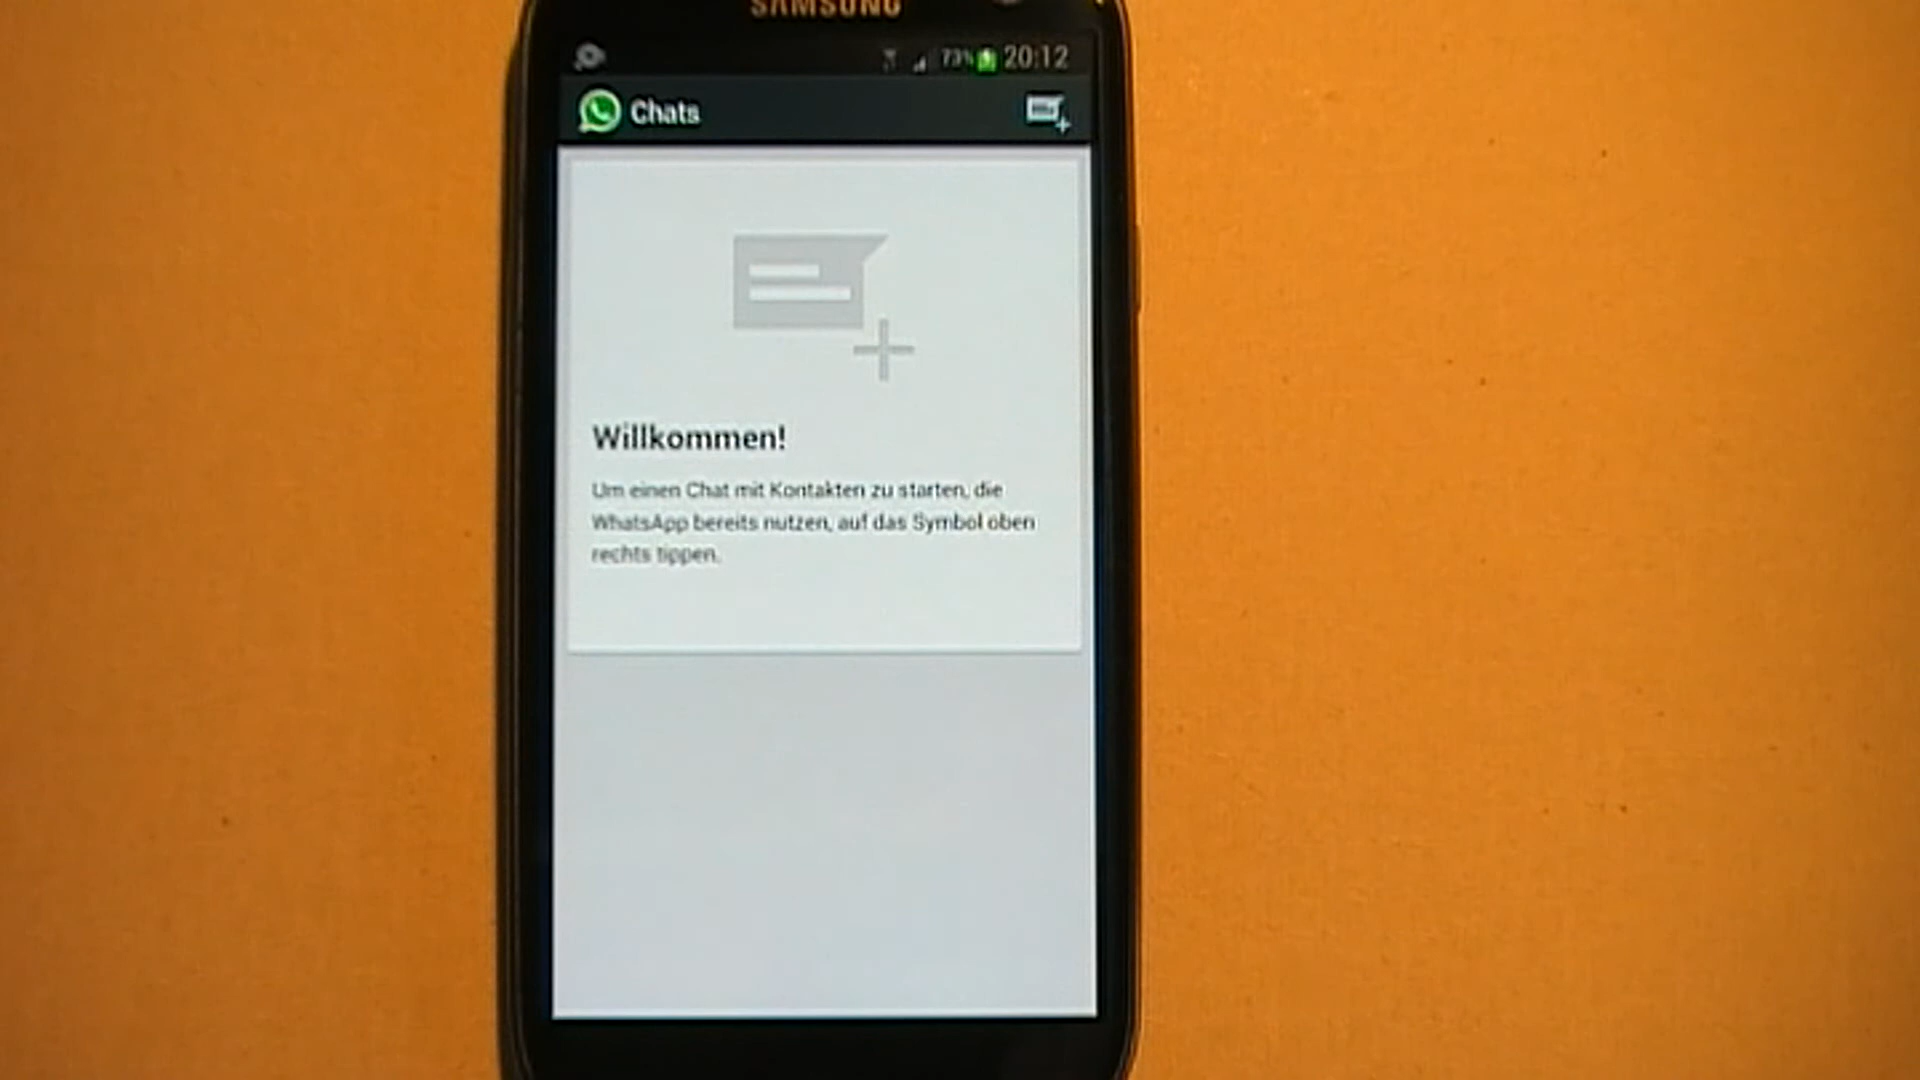 SAMSUNG
73% 20:12
Chats
Willkommen!
Um einen Chat mit Kontakten zu starten, die
WhatsApp bereits nutzen, auf das Symbol oben
rechts tippen.